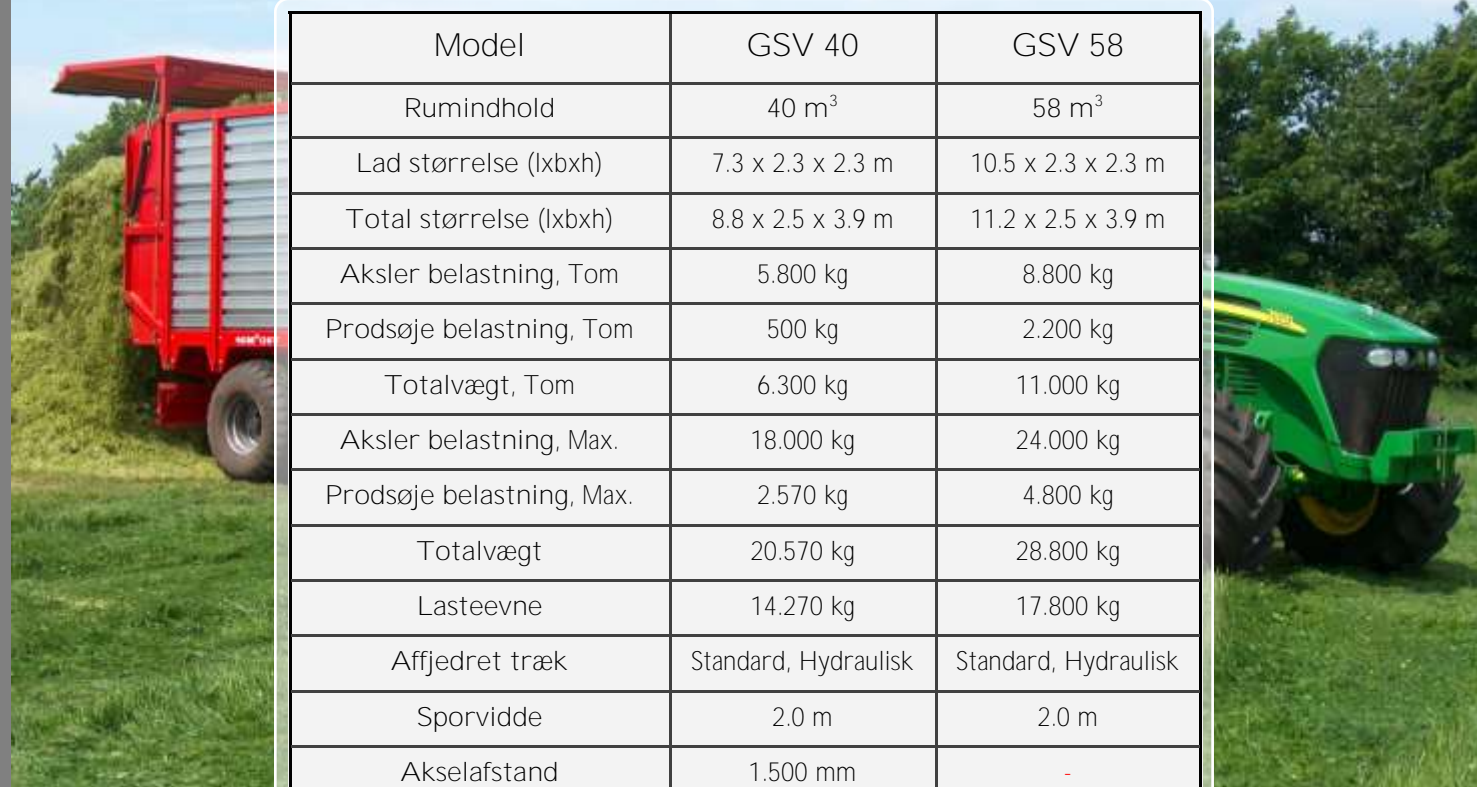 Model GSV 40 GSV 58
Rumindhold 40 m³ 58 m³
Lad størrelse (lxbxh) 7.3 x 2.3 x 2.3 m 10.5 x 2.3 x 2.3 m
Total størrelse (lxbxh) 8.8 x 2.5 x 3.9 m 11.2 x 2.5 x 3.9 m
Aksler belastning, Tom 5.800 kg 8.800 kg
Prodsøje belastning, Tom 500 kg 2.200 kg
Totalvægt, Tom 6.300 kg 11.000 kg
Aksler belastning, Max. 18.000 kg 24.000 kg
Prodsøje belastning, Max. 2.570 kg 4.800 kg
Totalvægt 20.570 kg 28.800 kg
Lasteevne 14.270 kg 17.800 kg
Affjedret træk Standard, Hydraulisk Standard, Hydraulisk
Sporvidde 2.0 m 2.0 m
Akselafstand 1.500 mm -